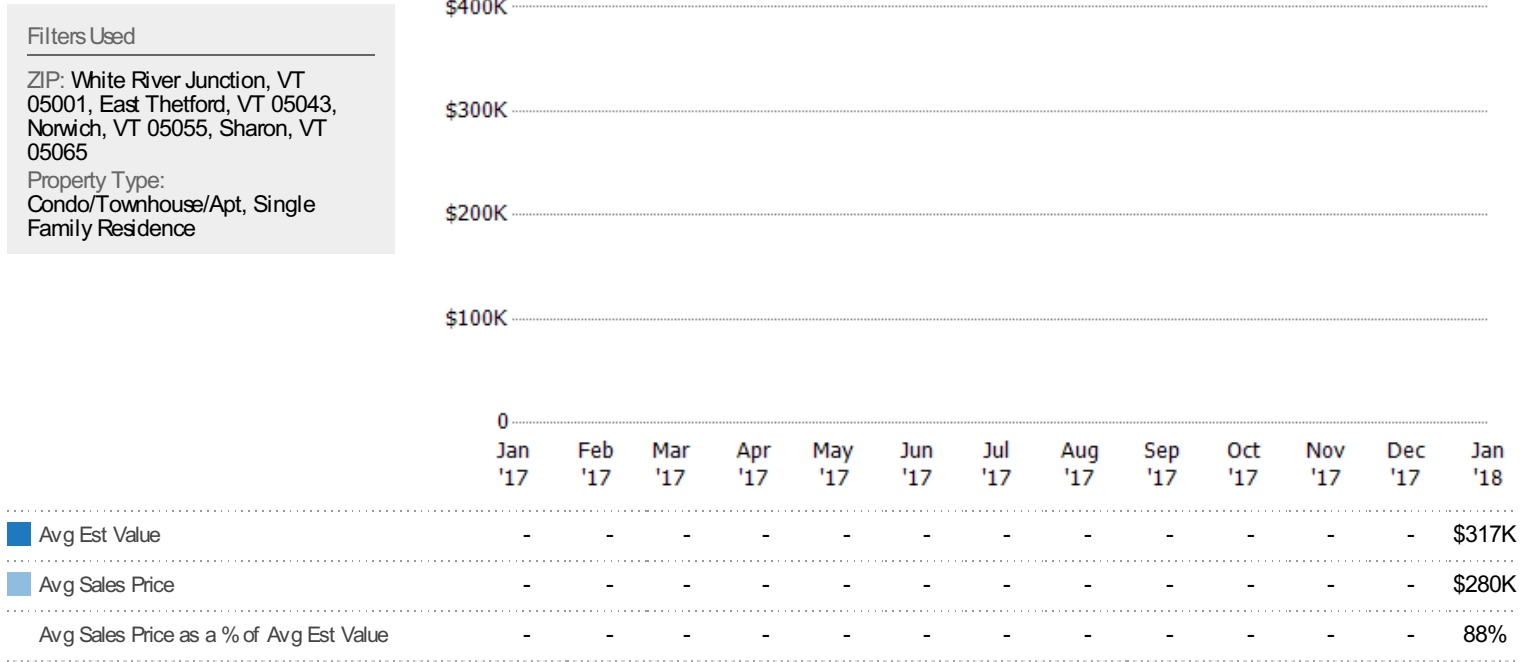 Filters Used
ZIP: White River Junction, VT
05001, East Thetford, VT 05043,
Norwich, VT 05055, Sharon, VT
05065
Property Type:
Condo/Townhouse/Apt, Single
Family Residence
$400K
$300K
$200K
$100K
0
Jan Feb Mar Apr May Jun Jul Aug Sep Oct Nov Dec Jan
'17 '17 '17 '17 '17 '17 '17 '17 '17 '17 '17 '17 '18
Avg Est Value - - - - - - - - - - - - $317K
Avg Sales Price - - - - - - - - - - - - $280K
Avg Sales Price as a % of Avg Est Value - - - - - - - - - - - - 88%